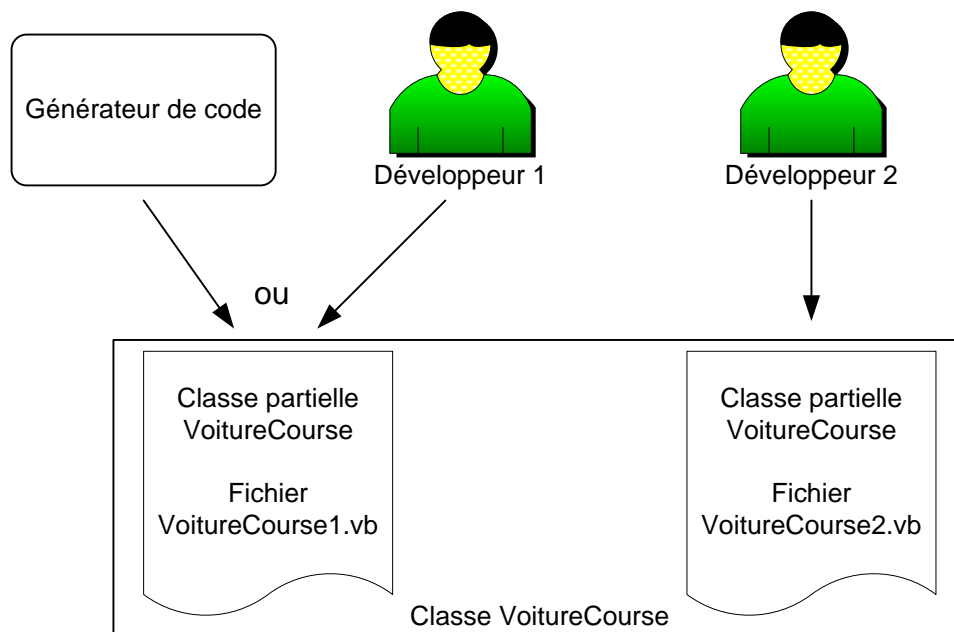 Générateur de code
Développeur 1
Développeur 2
ou
Classe partielle
VoitureCourse
Fichier
VoitureCourse1.vb
Classe partielle
VoitureCourse
Fichier
VoitureCourse2.vb
Classe VoitureCourse